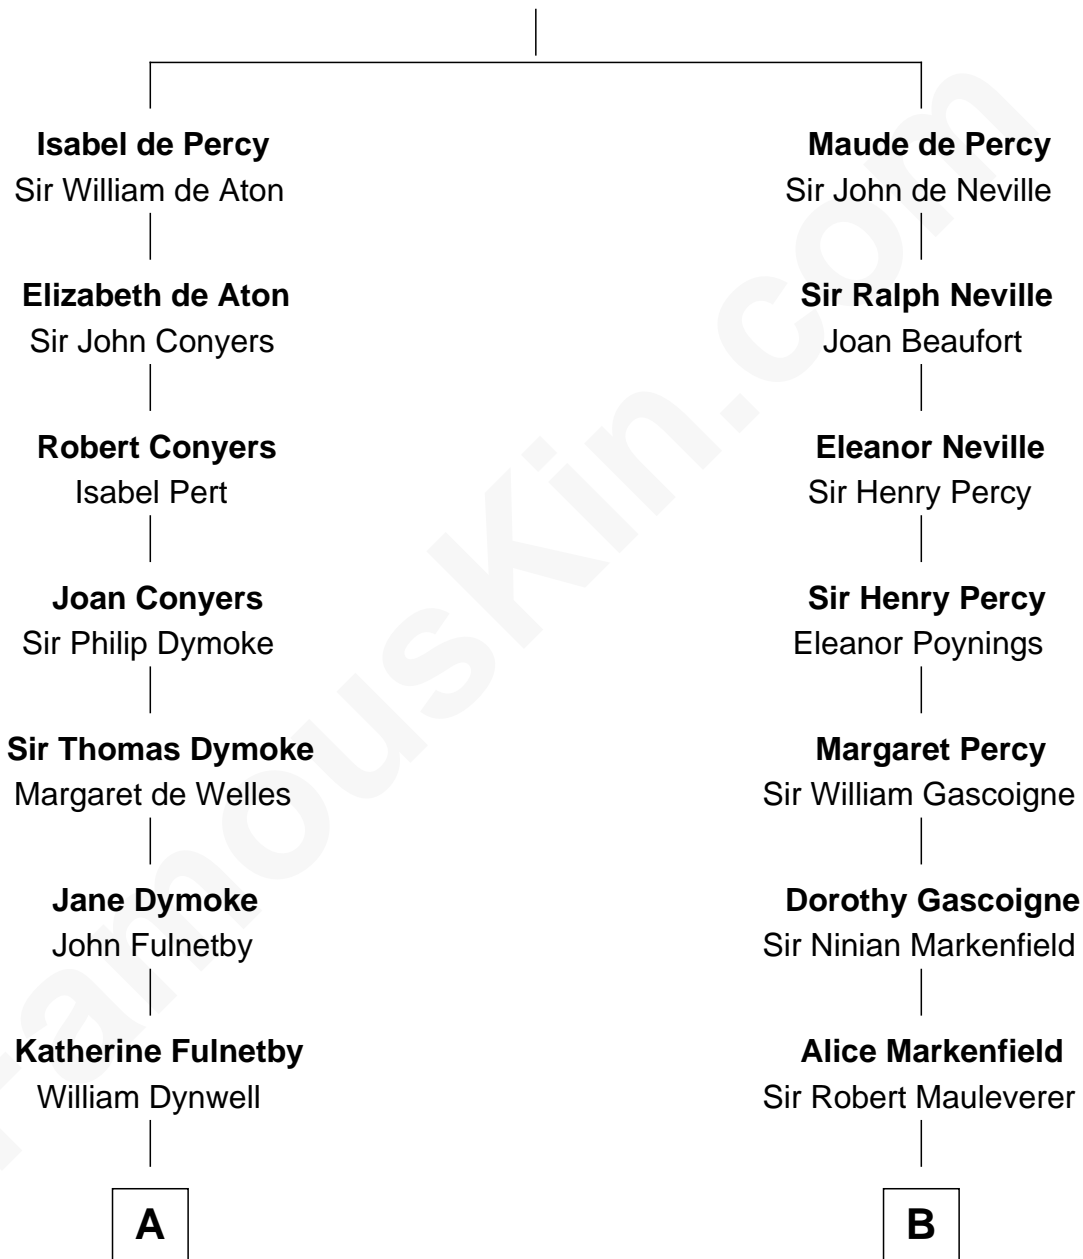 Isabel de Percy
Sir William de Aton
Elizabeth de Aton
Sir John Conyers
Robert Conyers
Isabel Pert
Joan Conyers
Sir Philip Dymoke
Sir Thomas Dymoke
Margaret de Welles
Jane Dymoke
John Fulnetby
Katherine Fulnetby
William Dynwell
A
Maude de Percy
Sir John de Neville
Sir Ralph Neville
Joan Beaufort
Eleanor Neville
Sir Henry Percy
Sir Henry Percy
Eleanor Poynings
Margaret Percy
Sir William Gascoigne
Dorothy Gascoigne
Sir Ninian Markenfield
Alice Markenfield
Sir Robert Mauleverer
B
FamousKin.com